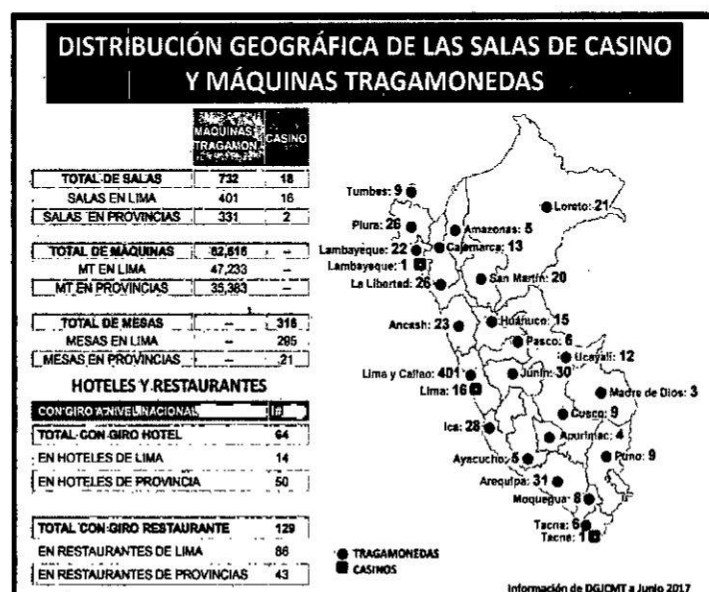 DISTRIBUCIÓN GEOGRÁFICA DE LAS SALAS DE CASINO
Y MÁQUINAS TRAGAMONEDAS
MÁQUINAS TRAGAMON. CASINO
TOTAL DE SALAS 732 18
SALAS EN LIMA 401 16
SALAS EN PROVINCIAS 331 2
TOTAL DE MÁQUINAS 82,616 --
MT EN LIMA 47,233 --
MT EN PROVINCIAS 35,383 --
TOTAL DE MESAS -- 316
MESAS EN LIMA -- 295
MESAS EN PROVINCIAS 21
HOTELES Y RESTAURANTES
CON GIRO A NIVEL NACIONAL #
TOTAL CON GIRO HOTEL 64
EN HOTELES DE LIMA 14
EN HOTELES DE PROVINCIA 50
TOTAL CON GIRO RESTAURANTE 129
EN RESTAURANTES DE LIMA 86
EN RESTAURANTES DE PROVINCIAS 43
Tumbes: 9
Loreto: 21
Piura: 26
Amazonas: 5
Lambayeque: 22
Cajamarca: 13
Lambayeque: 1
La Libertad: 26
San Martín: 20
Ancash: 23
Huánuco: 15
Pasco: 6
Ucayali: 12
Lima y Callao: 401
Junín: 30
Lima: 16
Madre de Dios: 3
Cusco: 9
Ica: 28
Apurímac: 4
Ayacucho: 5
Puno: 9
Arequipa: 31
Moquegua: 8
Tacna: 6
Tacna: 1
TRAGAMONEDAS
CASINOS
Información de DGJCMT a Junio 2017